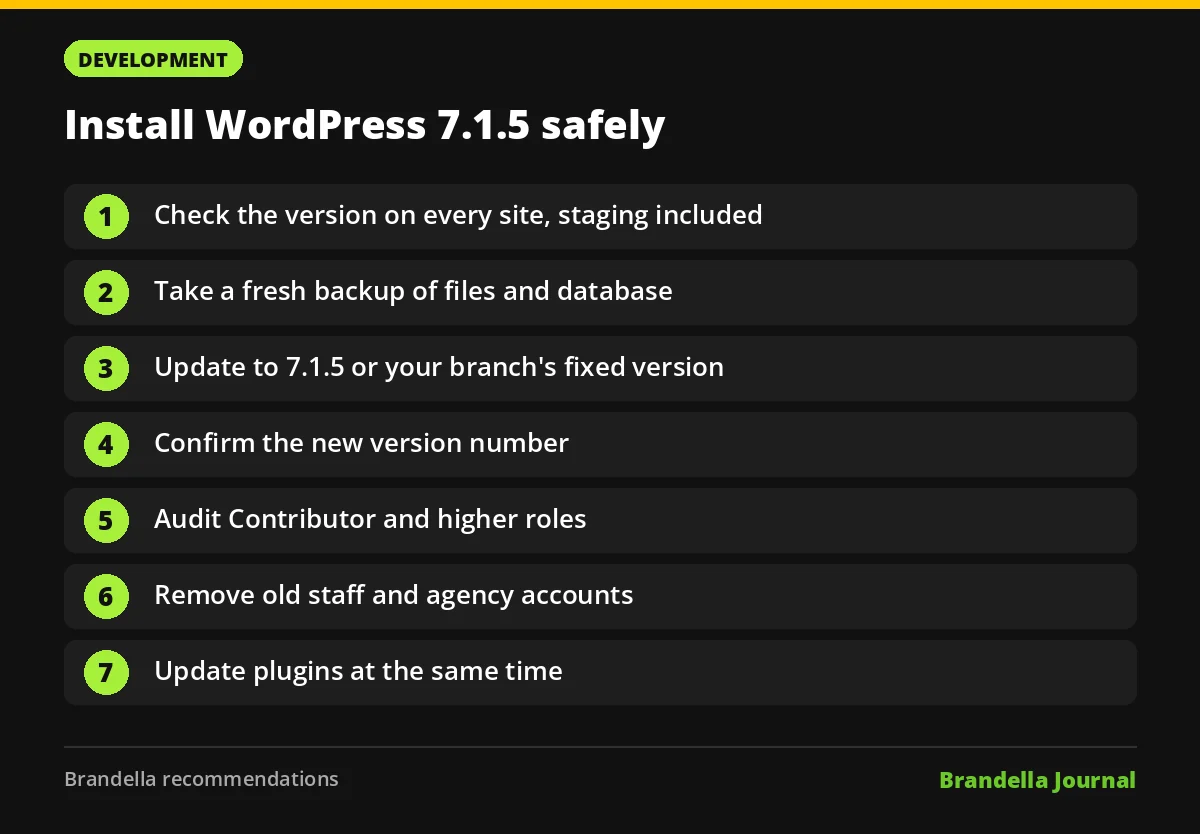 DEVELOPMENT
Install WordPress 7.1.5 safely
1 Check the version on every site, staging included
2 Take a fresh backup of files and database
3 Update to 7.1.5 or your branch's fixed version
4 Confirm the new version number
5 Audit Contributor and higher roles
6 Remove old staff and agency accounts
7 Update plugins at the same time
Brandella recommendations
Brandella Journal